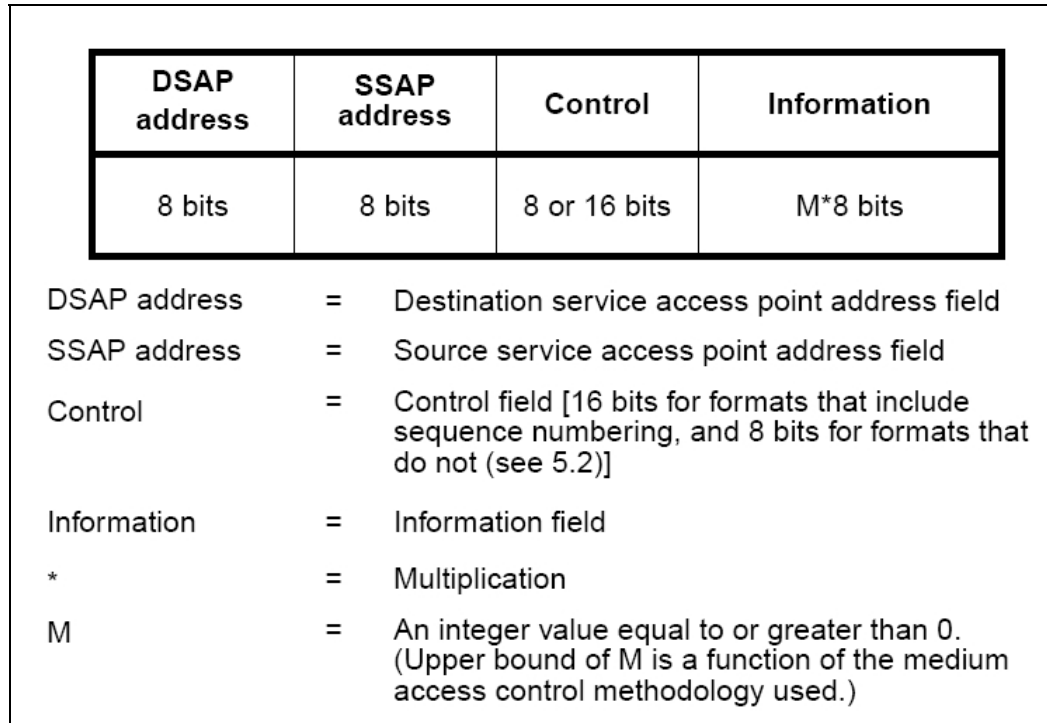 DSAP address SSAP address Control Information
8 bits 8 bits 8 or 16 bits M*8 bits
DSAP address = Destination service access point address field
SSAP address = Source service access point address field
Control = Control field [16 bits for formats that include
sequence numbering, and 8 bits for formats that
do not (see 5.2)]
Information = Information field
* = Multiplication
M = An integer value equal to or greater than 0.
(Upper bound of M is a function of the medium
access control methodology used.)